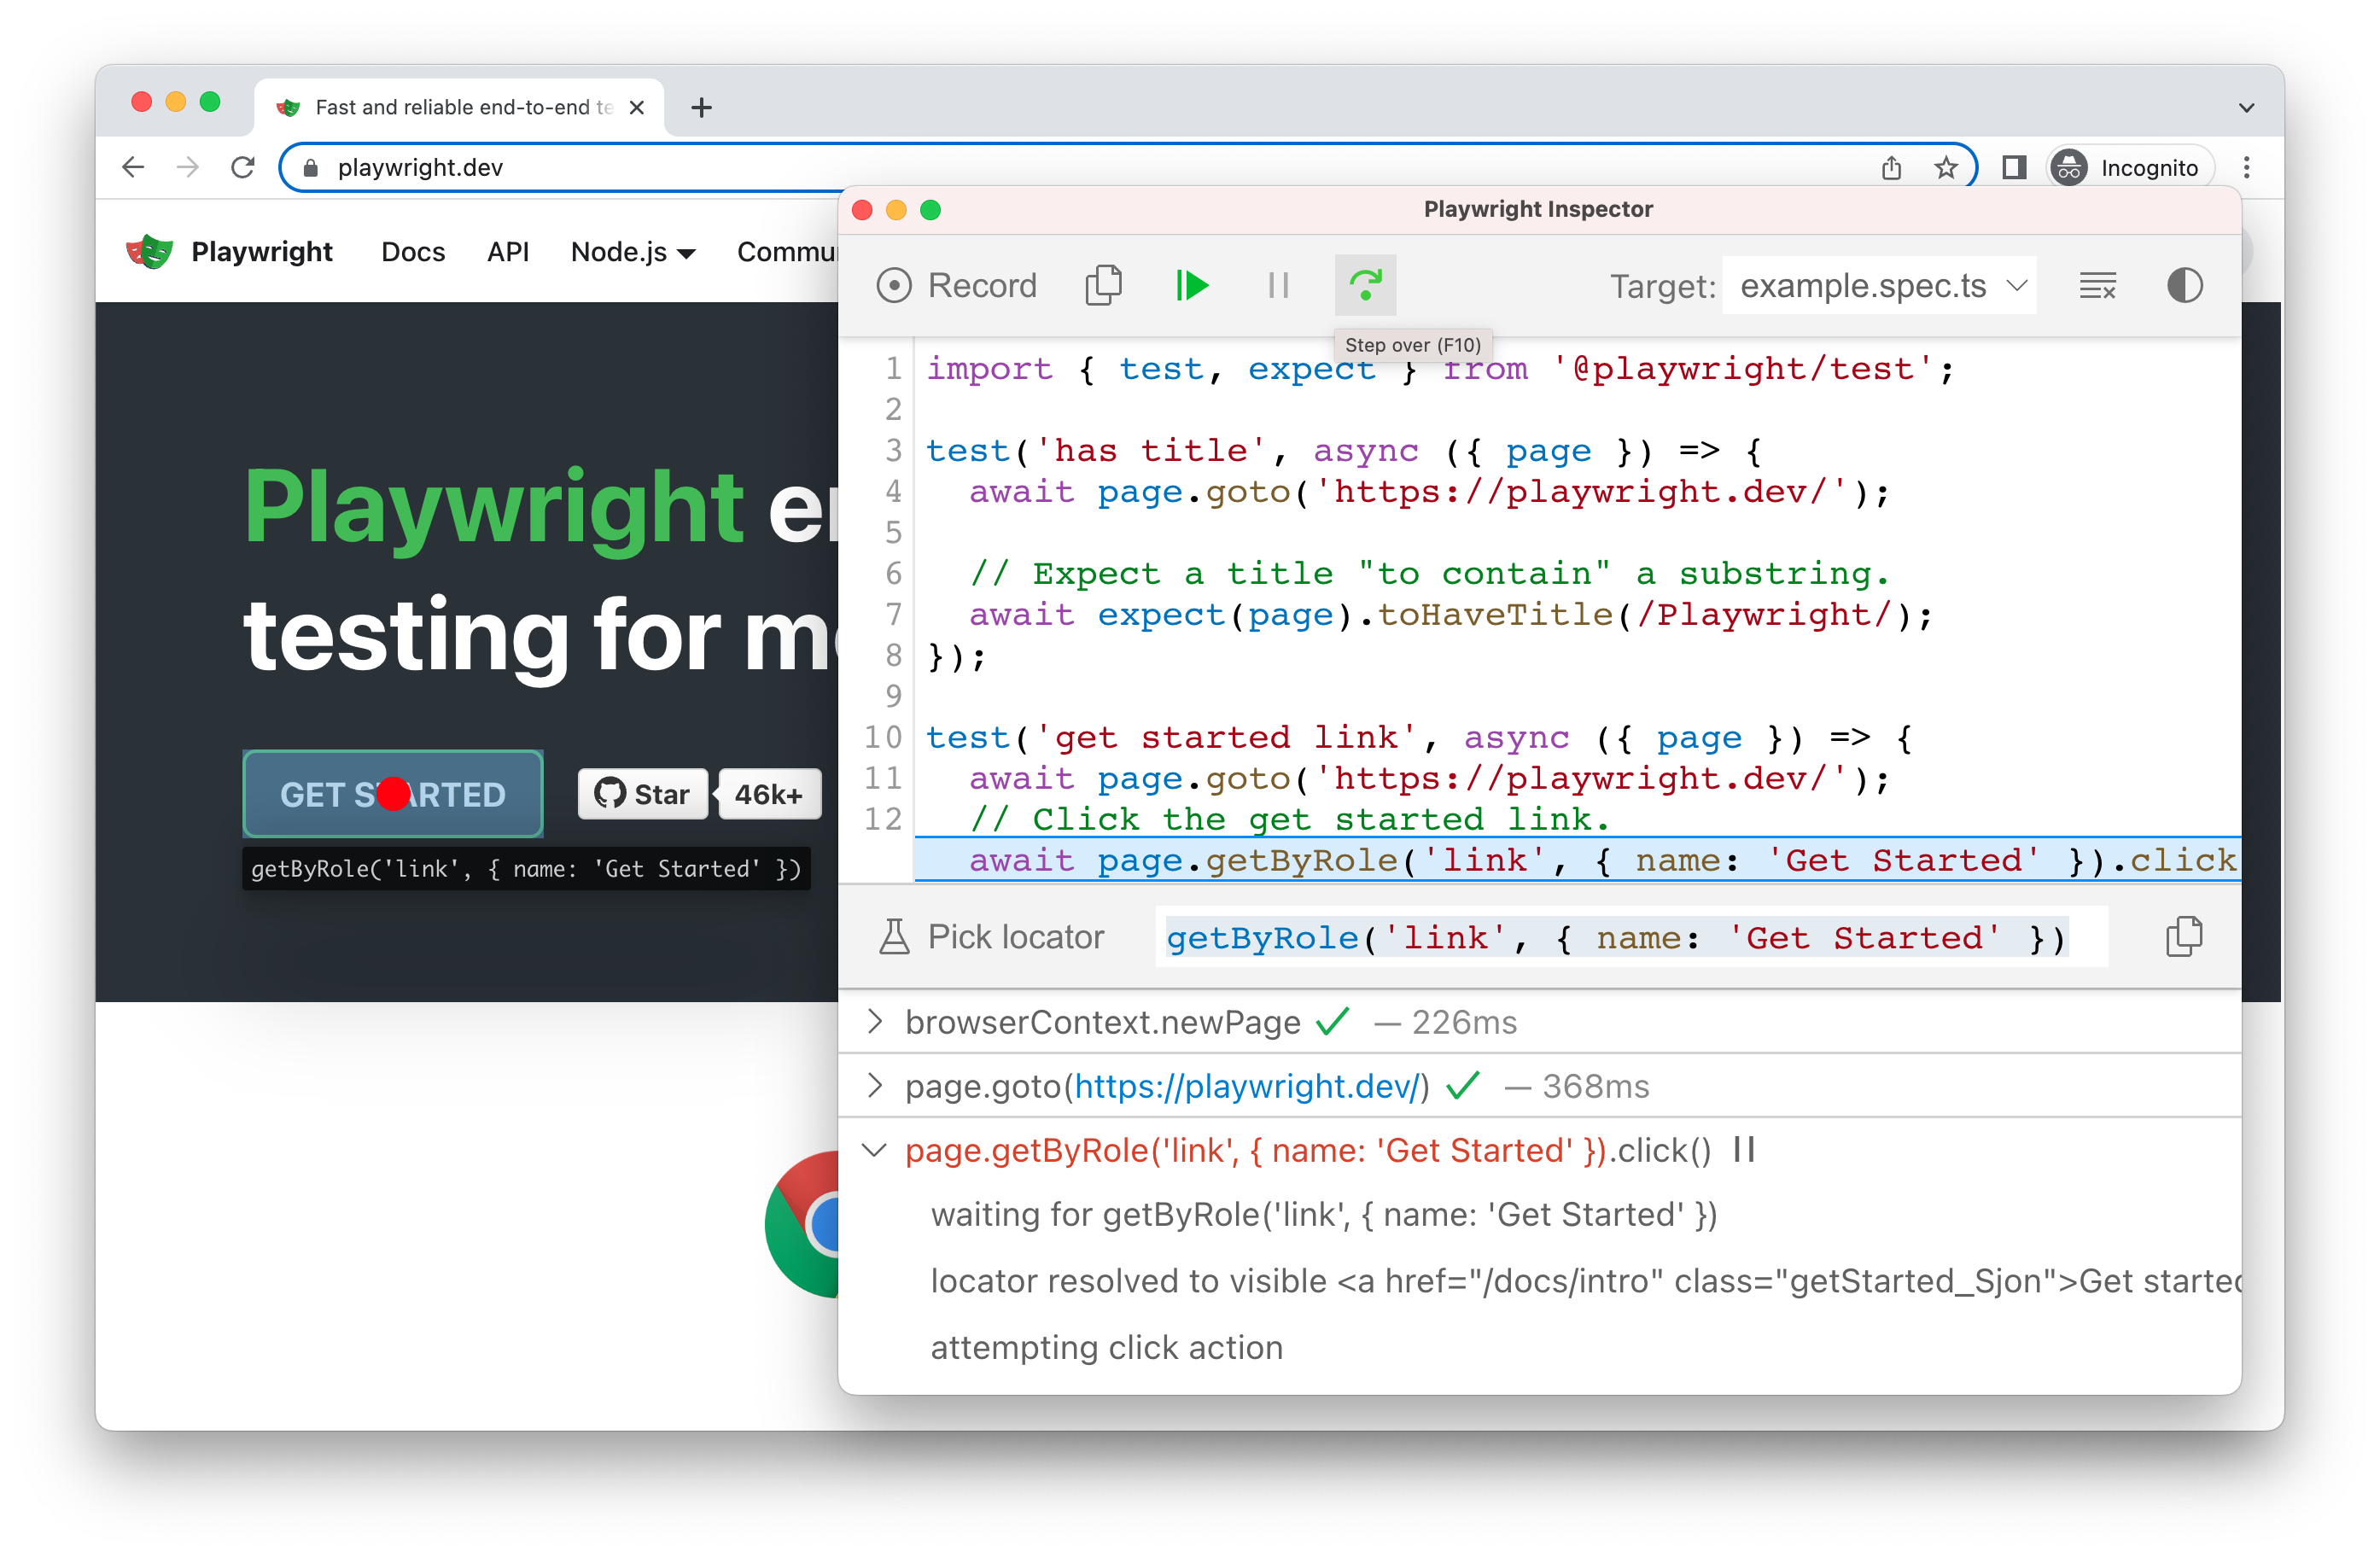 Fast and reliable end-to-end te
playwright.dev
Incognito
Playwright Docs API Node.js Commu
Playwright
testing for
GET STARTED
Star 46k+
getByRole('link', { name: 'Get Started' })
Playwright Inspector
Record
Target: example.spec.ts
Step over (F10)
1 import { test, expect } from '@playwright/test';
2
3 test('has title', async ({ page }) => {
4 await page.goto('https://playwright.dev/');
5
6 // Expect a title "to contain" a substring.
7 await expect(page).toHaveTitle(/Playwright/);
8 });
9
10 test('get started link', async ({ page }) => {
11 await page.goto('https://playwright.dev/');
12 // Click the get started link.
await page.getByRole('link', { name: 'Get Started' }).click
Pick locator getByRole('link', { name: 'Get Started' })
browserContext.newPage ✓ — 226ms
page.goto(https://playwright.dev/) ✓ — 368ms
page.getByRole('link', { name: 'Get Started' }).click()
waiting for getByRole('link', { name: 'Get Started' })
locator resolved to visible <a href="/docs/intro" class="getStarted_Sjon">Get started
attempting click action